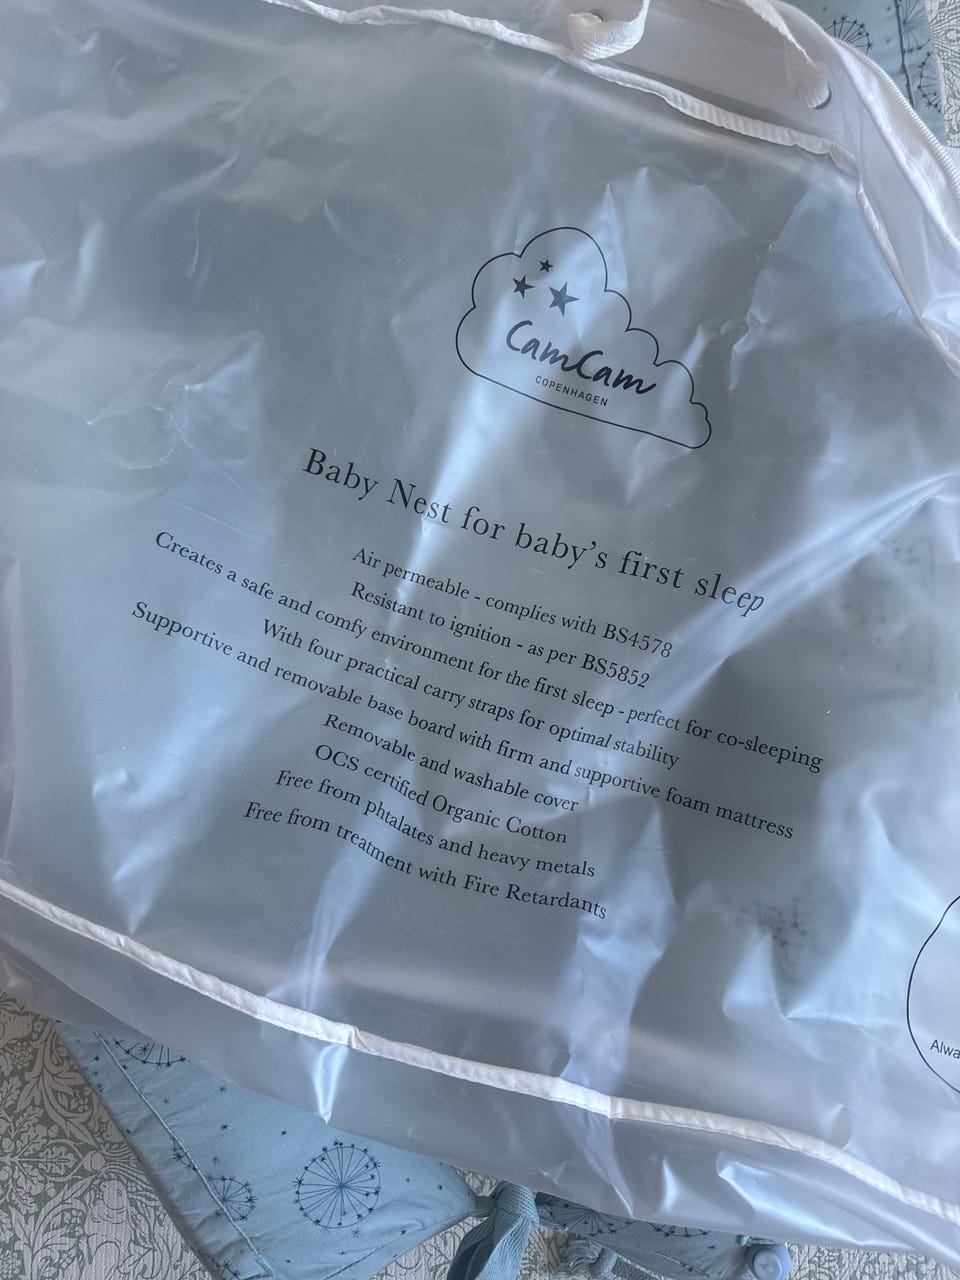 CamCam
COPENHAGEN
Baby Nest for baby's first sleep
Air permeable - complies with BS4578
Resistant to ignition - as per BS5852
Creates a safe and comfy environment for the first sleep - perfect for co-sleeping
With four practical carry straps for optimal stability
Supportive and removable base board with firm and supportive foam mattress
Removable and washable cover
OCS certified Organic Cotton
Free from phtalates and heavy metals
Free from treatment with Fire Retardants